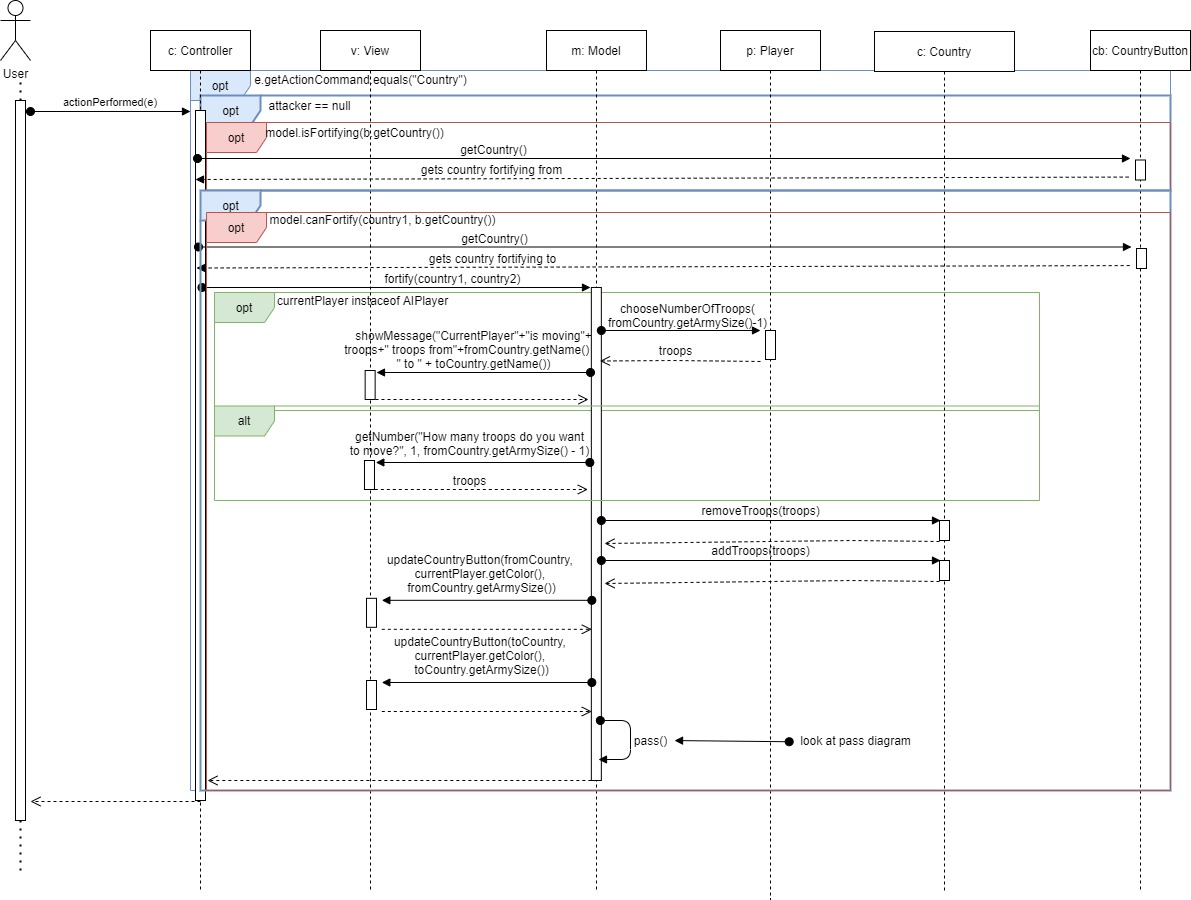 c: Controller
v: View
m: Model
p: Player
c: Country
cb: CountryButton
User
opt
e.getActionCommand.equals("Country")
actionPerformed(e)
opt
attacker == null
opt
model.isFortifying(b.getCountry())
getCountry()
gets country fortifying from
opt
opt
model.canFortify(country1, b.getCountry())
getCountry()
gets country fortifying to
fortify(country1, country2)
opt
currentPlayer instaceof AIPlayer
chooseNumberOfTroops(
fromCountry.getArmySize()-1)
showMessage("CurrentPlayer"+"is moving"+
troops+" troops from"+fromCountry.getName()
" to " + toCountry.getName())
troops
alt
getNumber("How many troops do you want
to move?", 1, fromCountry.getArmySize() - 1)
troops
removeTroops(troops)
addTroops(troops)
updateCountryButton(fromCountry,
currentPlayer.getColor(),
fromCountry.getArmySize())
updateCountryButton(toCountry,
currentPlayer.getColor(),
toCountry.getArmySize())
pass()
look at pass diagram